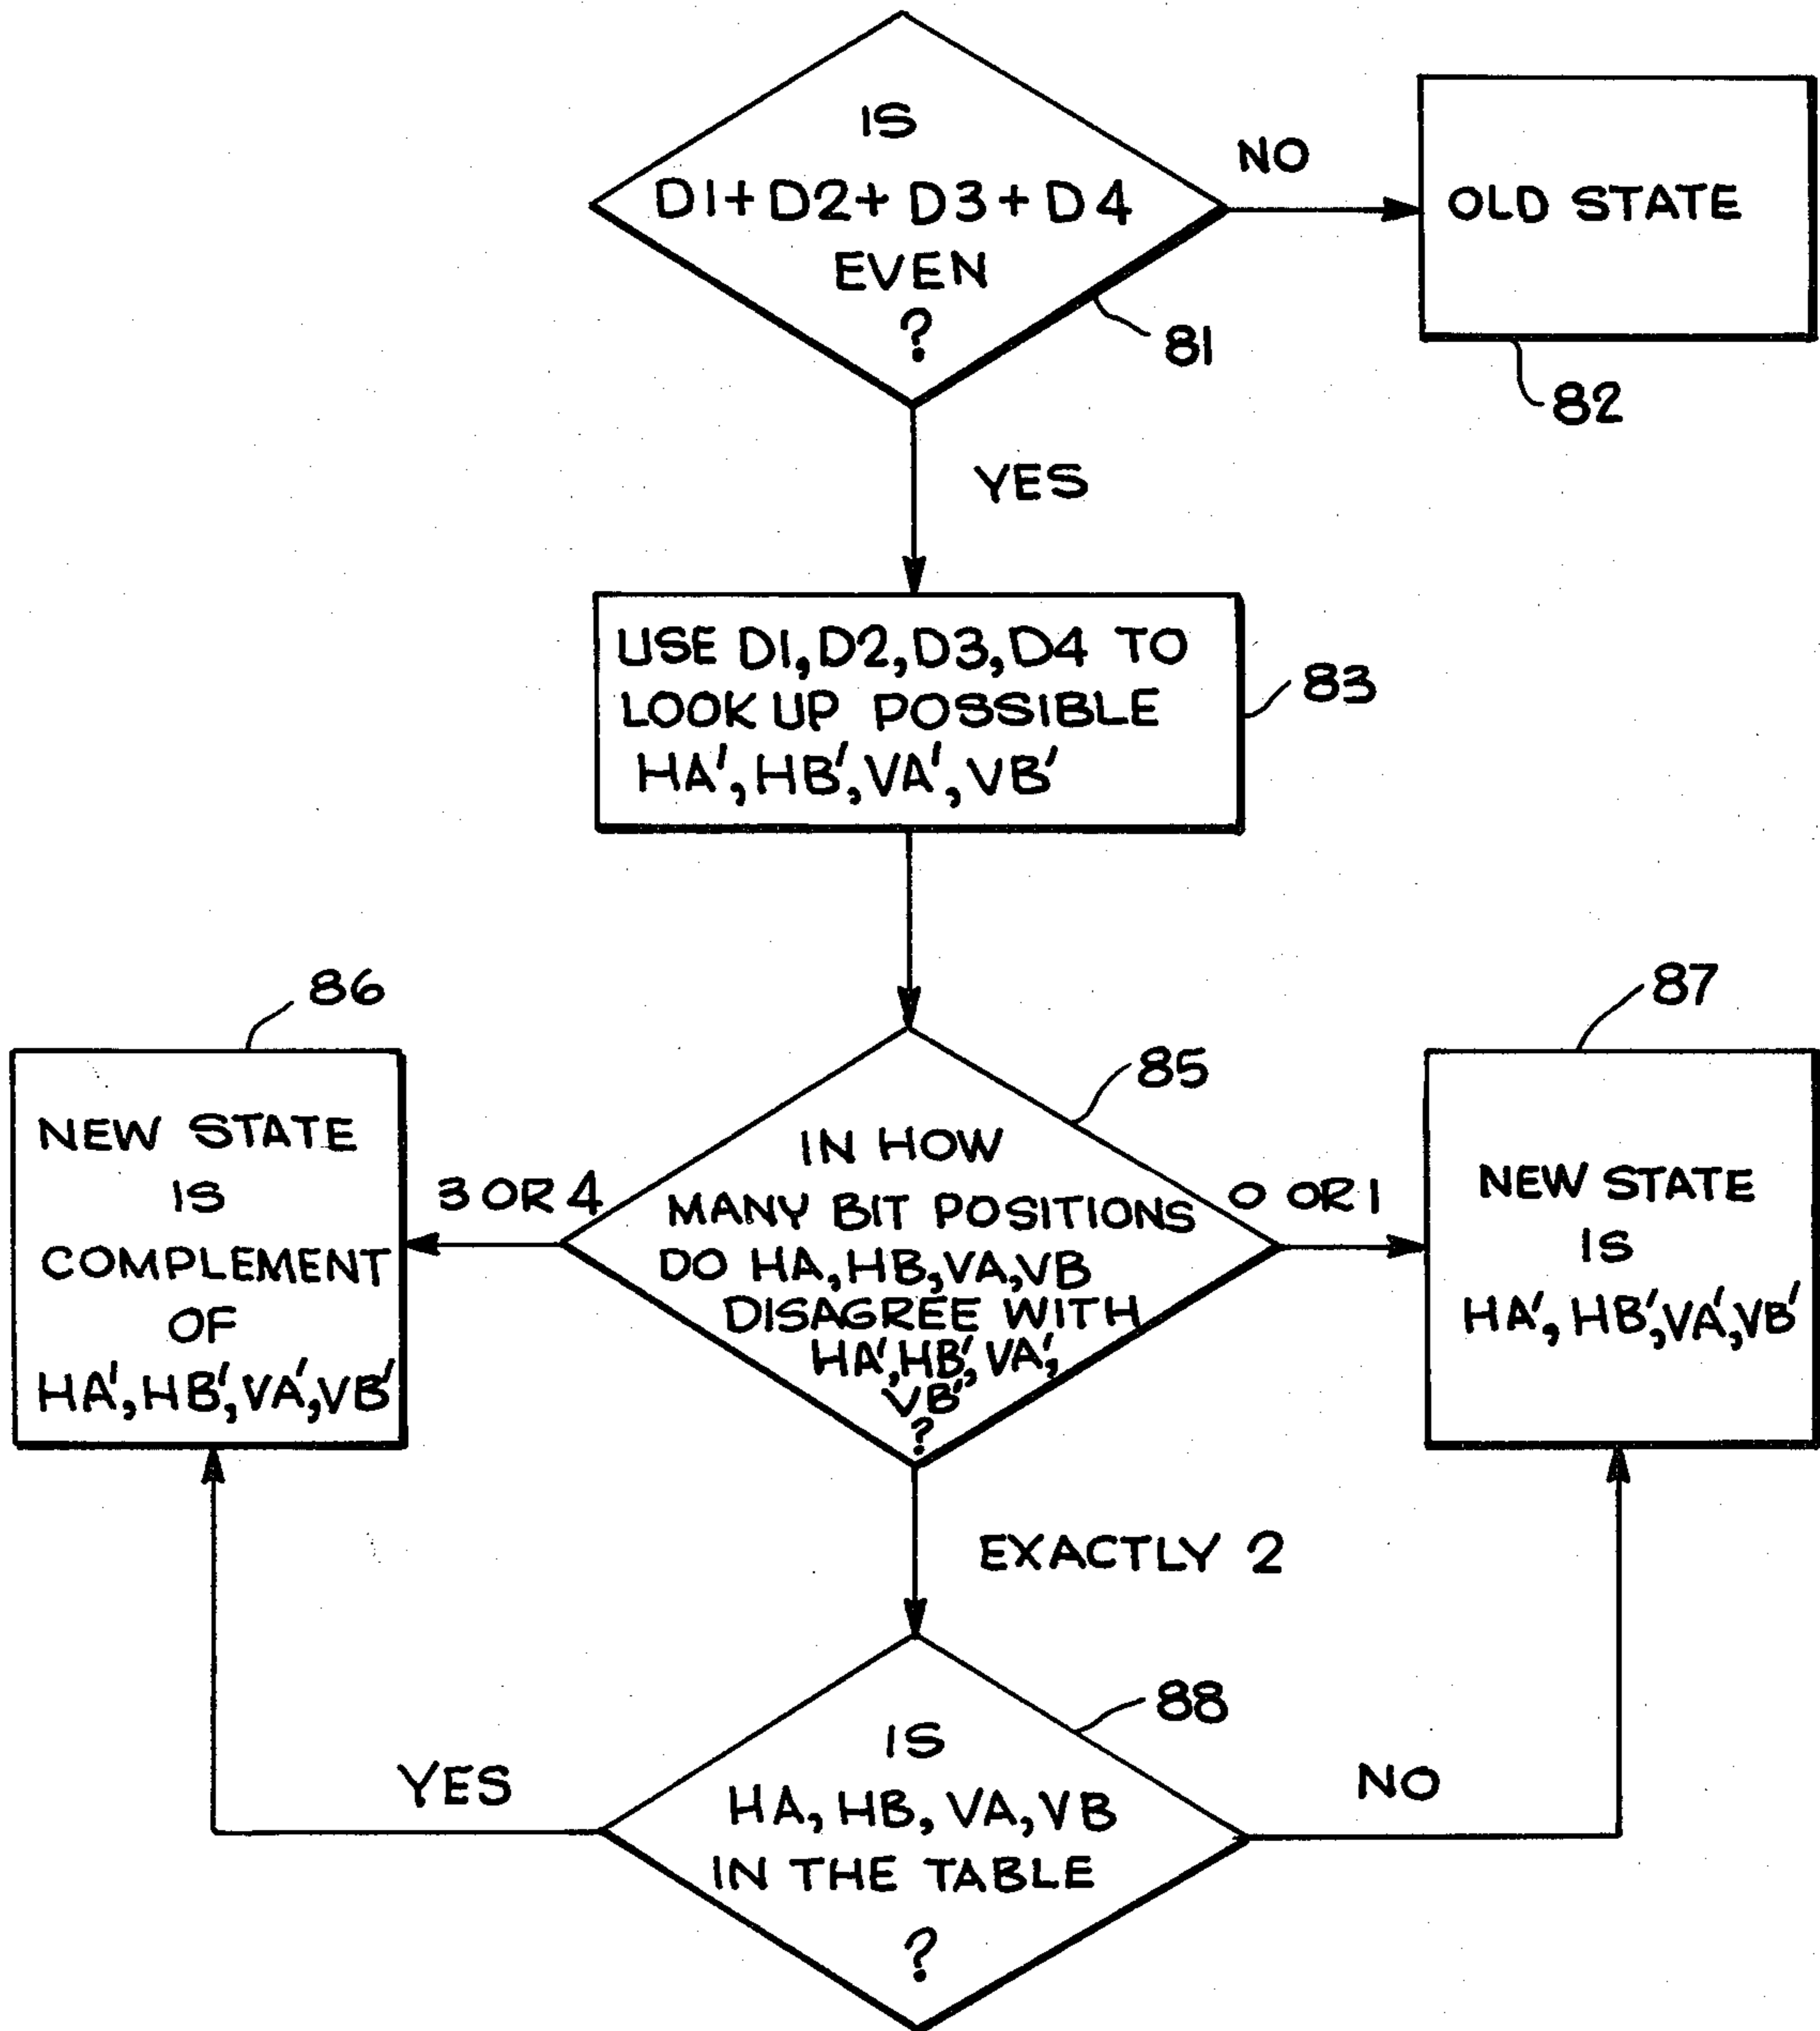 IS
D1+D2+D3+D4
EVEN
?
81
NO
OLD STATE
82
YES
USE D1,D2,D3,D4 TO
LOOK UP POSSIBLE
HA',HB',VA',VB'
83
86
NEW STATE
IS
COMPLEMENT
OF
HA',HB',VA',VB'
3 OR 4
85
IN HOW
MANY BIT POSITIONS
DO HA,HB,VA,VB
DISAGREE WITH
HA',HB',VA',
VB'
?
0 OR 1
87
NEW STATE
IS
HA', HB',VA',VB'
EXACTLY 2
88
IS
HA, HB, VA, VB
IN THE TABLE
?
YES
NO